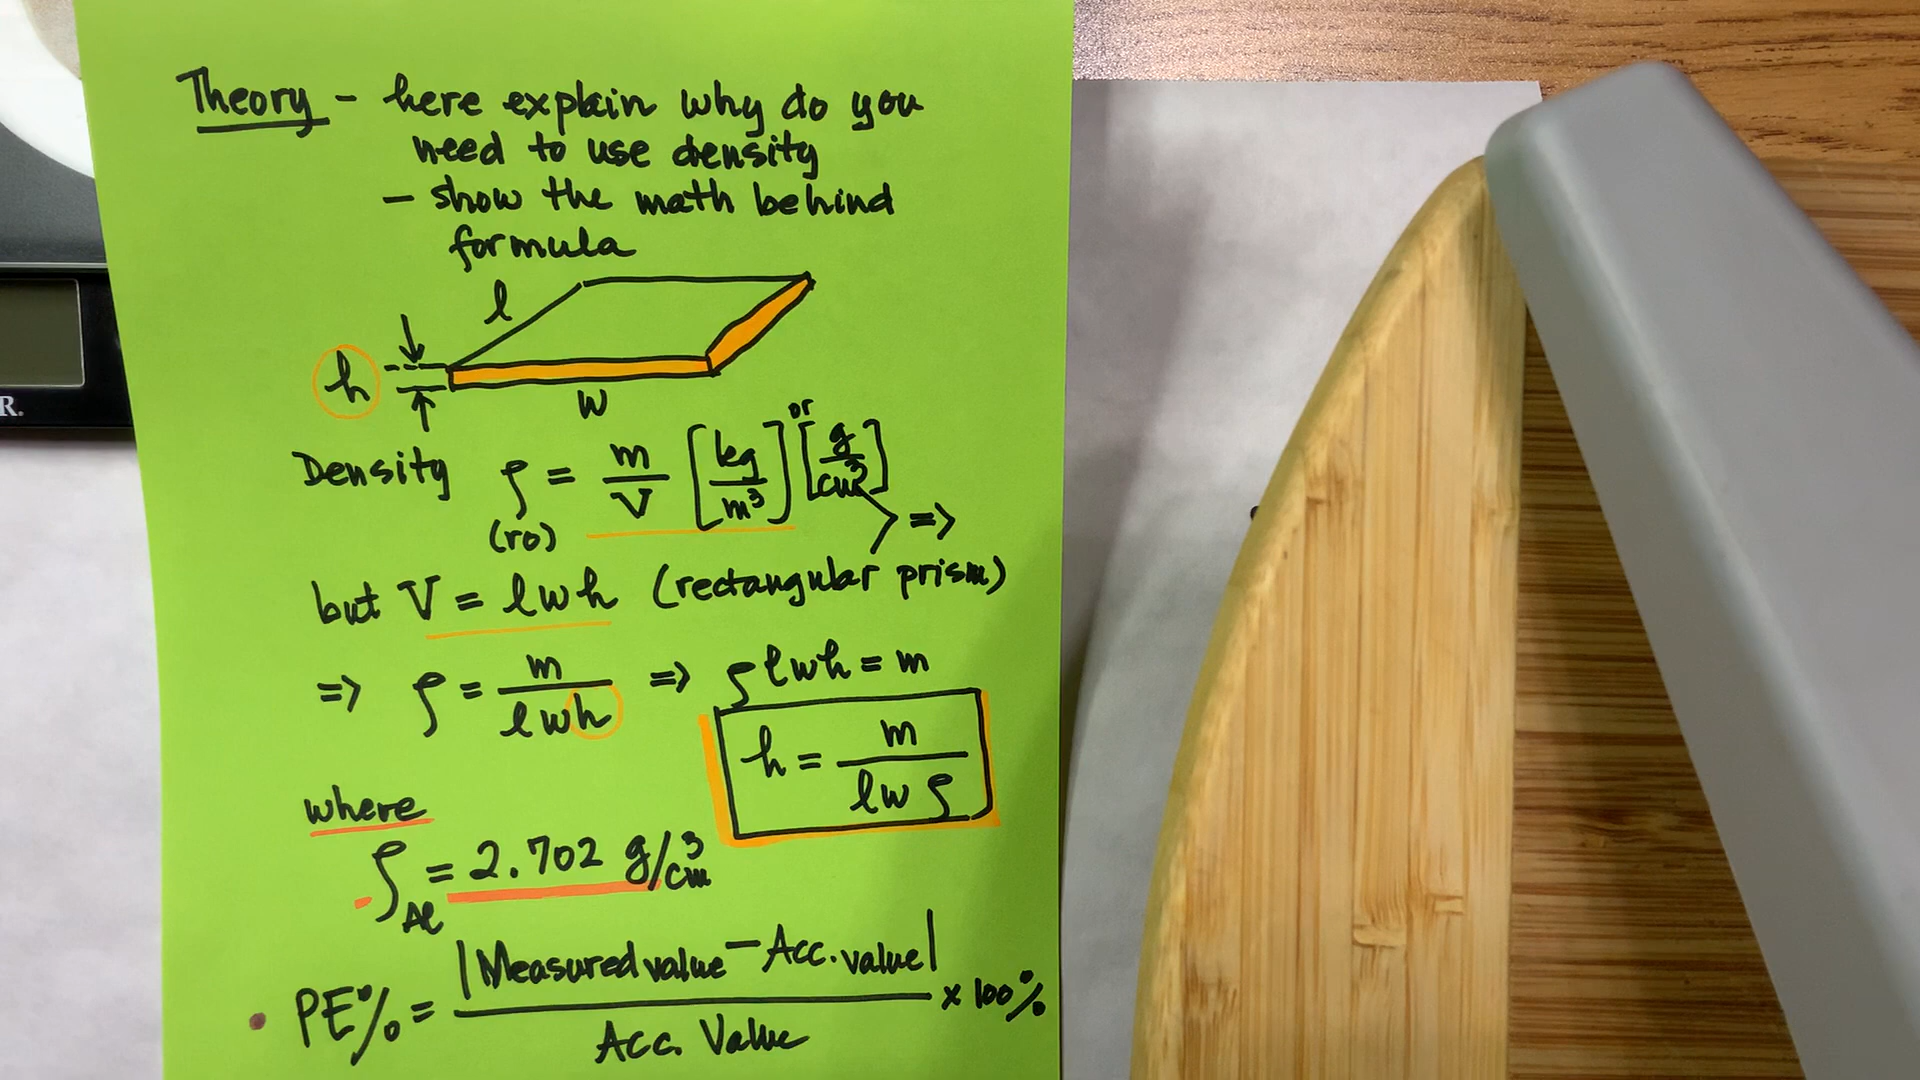 Theory - here explain why do you
need to use density
- show the math behind
formula
l
h
w
R.
Density ρ = m/V [kg/m³] or [g/cm³]
(ro)
=>
but V = lwh (rectangular prism)
=> ρ = m/lwh => ρlwh = m
h = m/lwρ
where
ρAl = 2.702 g/cm³
PE% = |Measured value - Acc. value|/Acc. Value x 100%